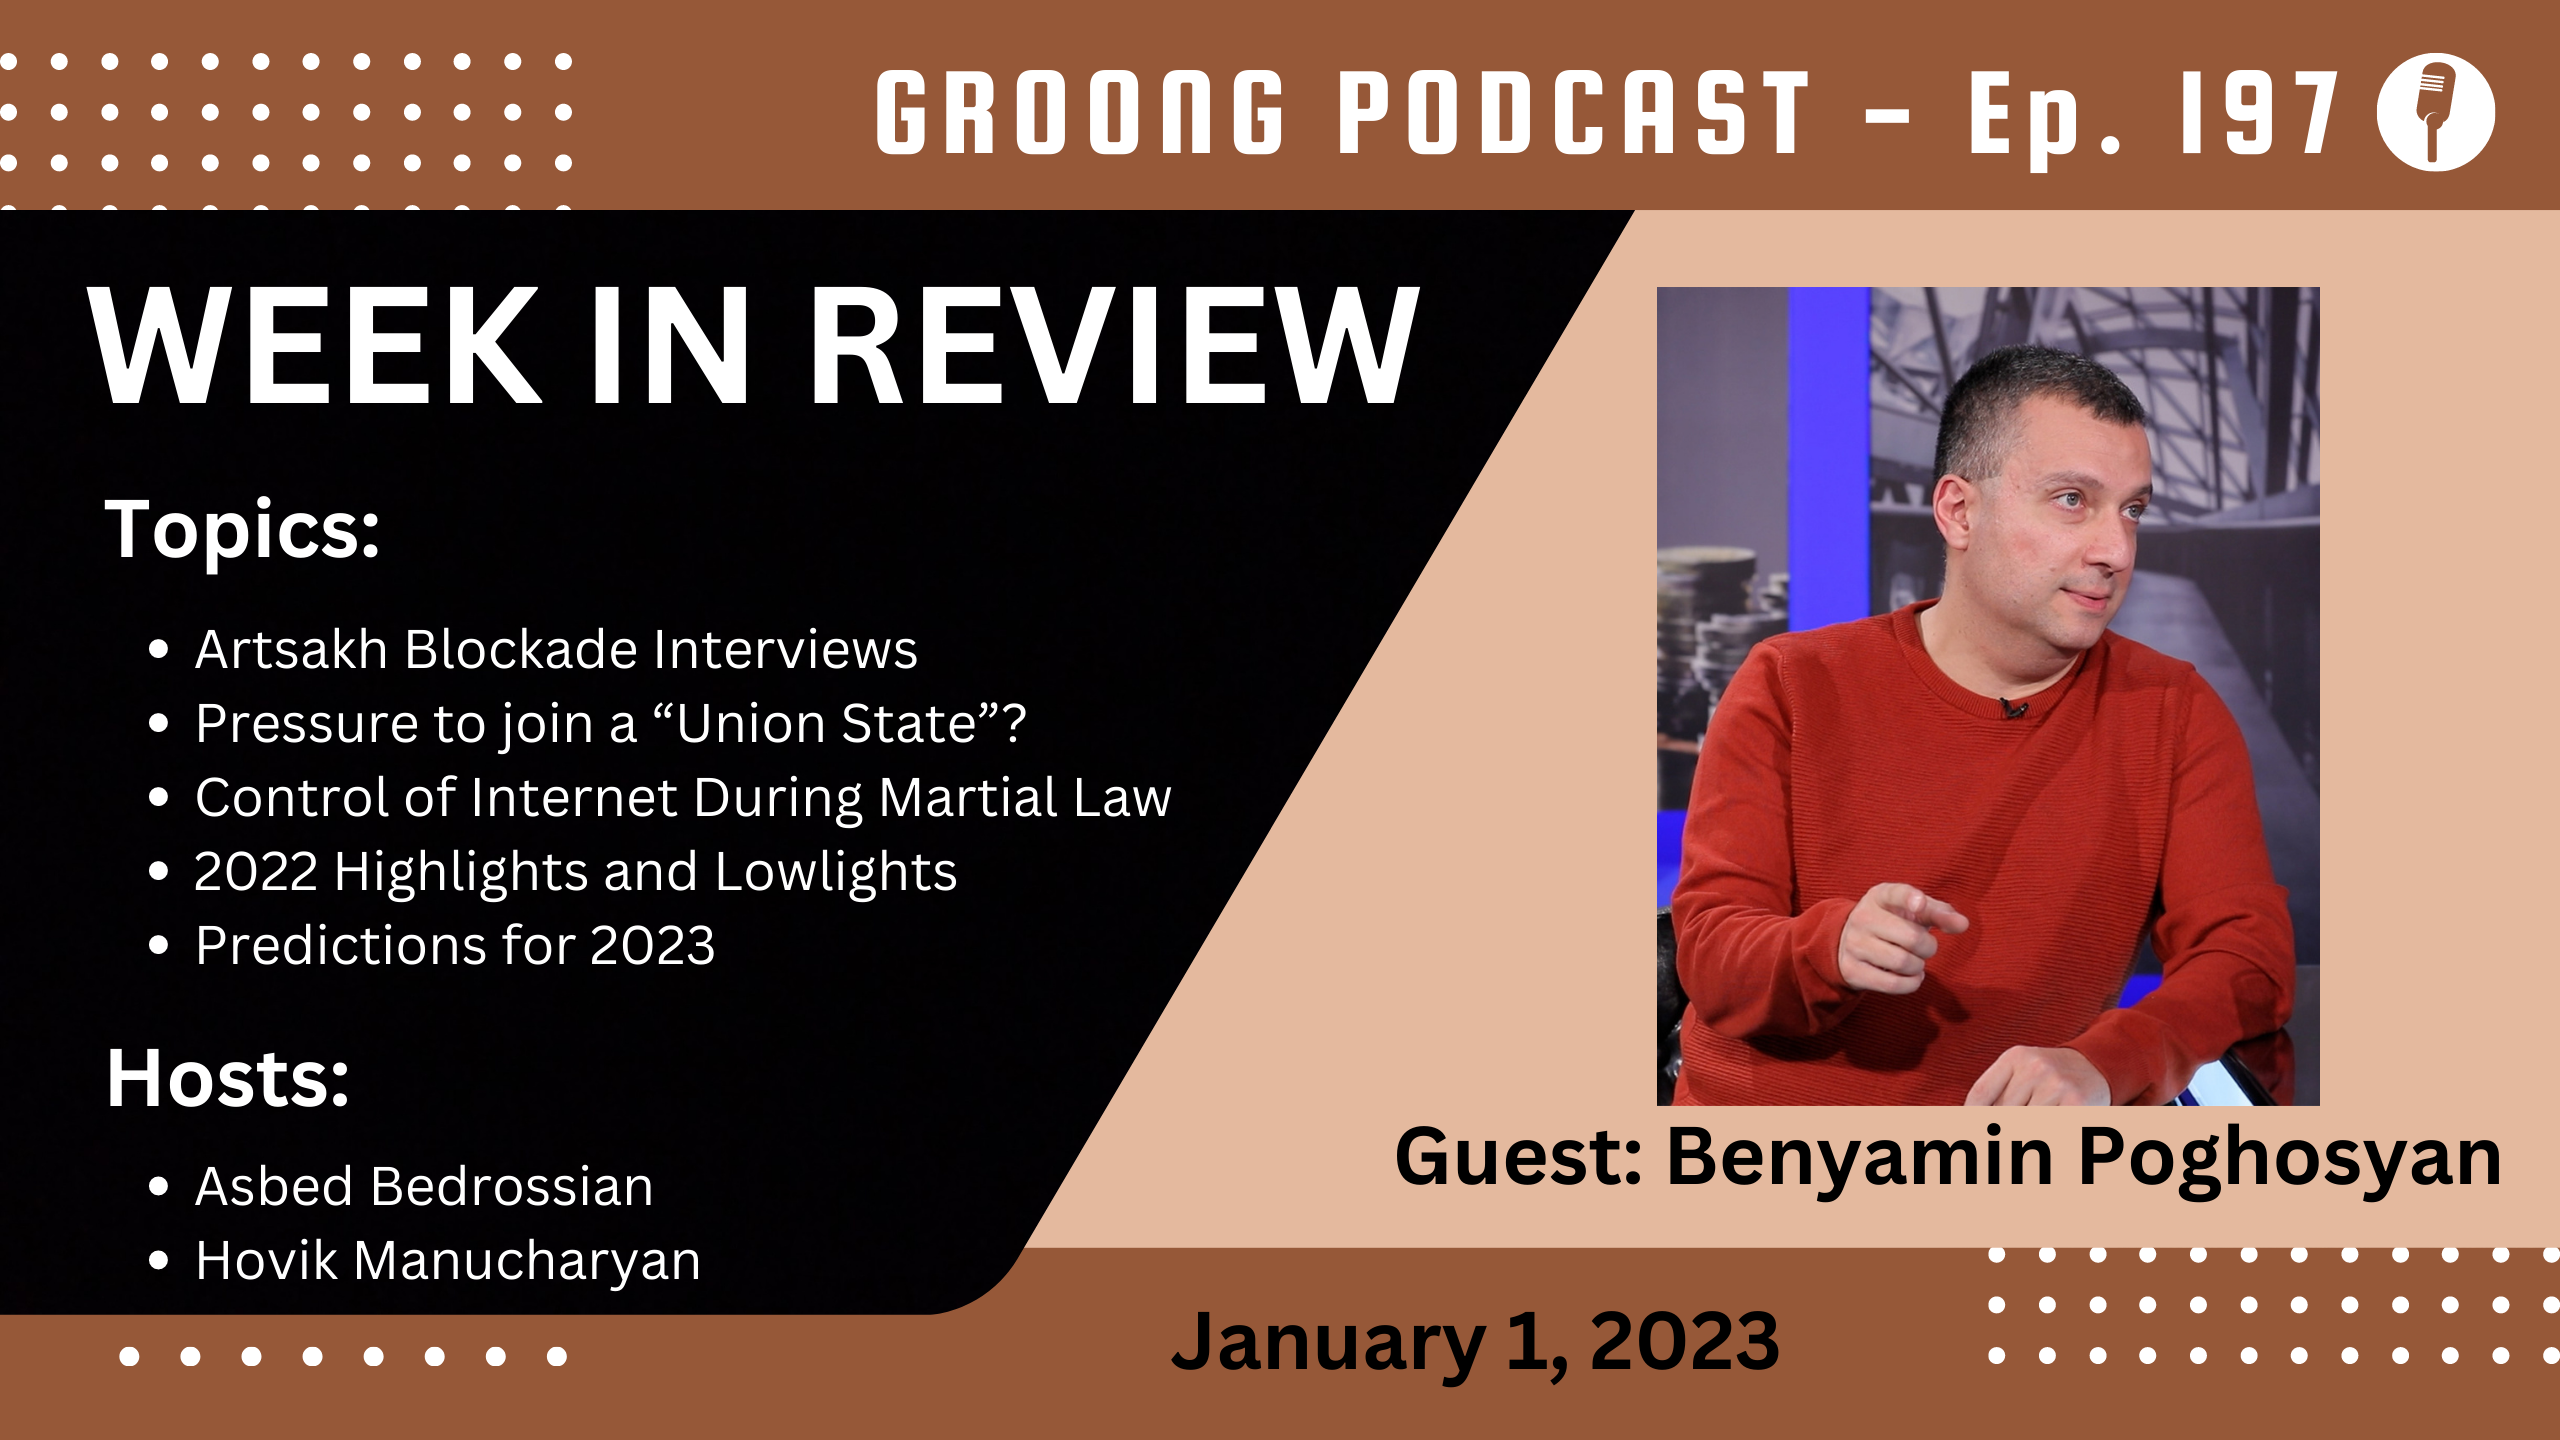 GROONG PODCAST - Ep. 197
WEEK IN REVIEW
Topics:
• Artsakh Blockade Interviews
• Pressure to join a “Union State”?
• Control of Internet During Martial Law
• 2022 Highlights and Lowlights
• Predictions for 2023
Hosts:
• Asbed Bedrossian
• Hovik Manucharyan
Guest: Benyamin Poghosyan
January 1, 2023